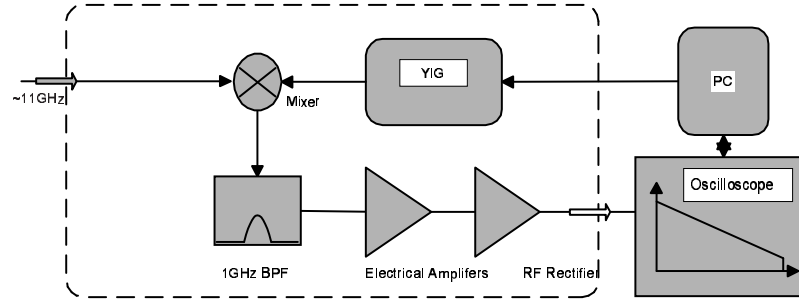 YIG
PC
~11GHz
Mixer
Oscilloscope
1GHz BPF
Electrical Amplifers
RF Rectifier